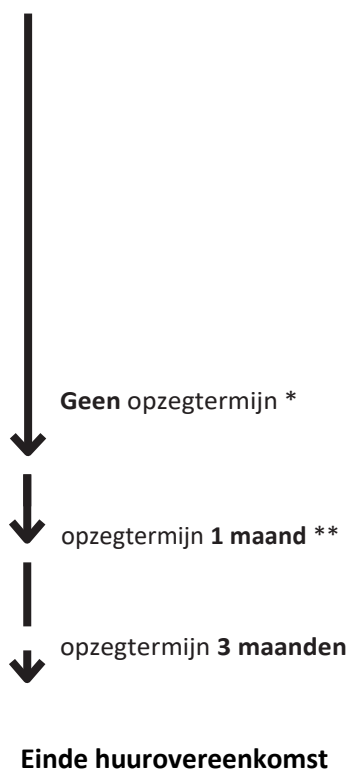 Geen opzegtermijn *
opzegtermijn 1 maand **
opzegtermijn 3 maanden
Einde huurovereenkomst